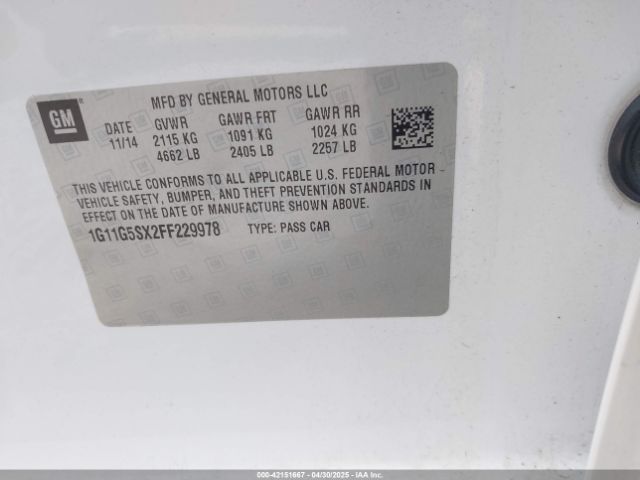 GM
MFD BY GENERAL MOTORS LLC
DATE GVWR GAWR FRT GAWR RR
11/14 2115 KG 1091 KG 1024 KG
4662 LB 2405 LB 2257 LB
THIS VEHICLE CONFORMS TO ALL APPLICABLE U.S. FEDERAL MOTOR
VEHICLE SAFETY, BUMPER, AND THEFT PREVENTION STANDARDS IN
EFFECT ON THE DATE OF MANUFACTURE SHOWN ABOVE.
1G11G5SX2FF229978 TYPE: PASS CAR
000-42151667 - 04/30/2025 - IAAI.COM